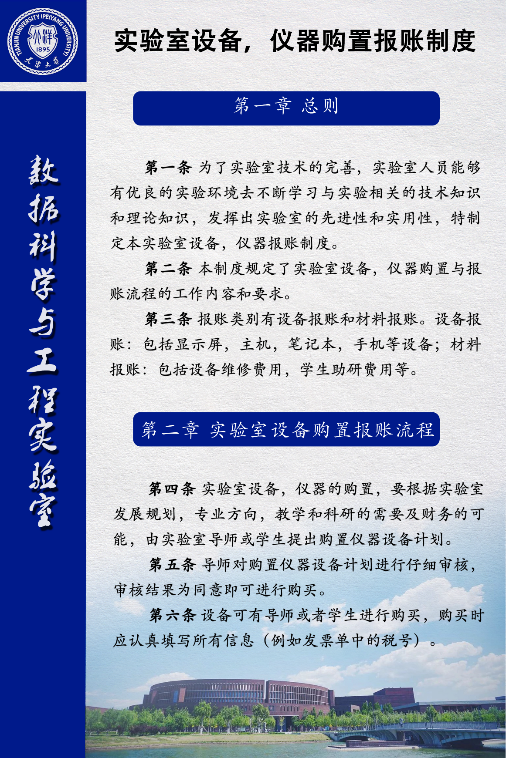 TIANJIN UNIVERSITY (PEIYANG UNIVERSITY)
1895
天津大学
实验室设备，仪器购置报账制度
数据科学与工程实验室
第一章 总则
第一条 为了实验室技术的完善，实验室人员能够
有优良的实验环境去不断学习与实验相关的技术知识
和理论知识，发挥出实验室的先进性和实用性，特制
定本实验室设备，仪器报账制度。
第二条 本制度规定了实验室设备，仪器购置与报
账流程的工作内容和要求。
第三条 报账类别有设备报账和材料报账。设备报
账：包括显示屏，主机，笔记本，手机等设备；材料
报账：包括设备维修费用，学生助研费用等。
第二章 实验室设备购置报账流程
第四条 实验室设备，仪器的购置，要根据实验室
发展规划，专业方向，教学和科研的需要及财务的可
能，由实验室导师或学生提出购置仪器设备计划。
第五条 导师对购置仪器设备计划进行仔细审核，
审核结果为同意即可进行购买。
第六条 设备可有导师或者学生进行购买，购买时
应认真填写所有信息（例如发票单中的税号）。